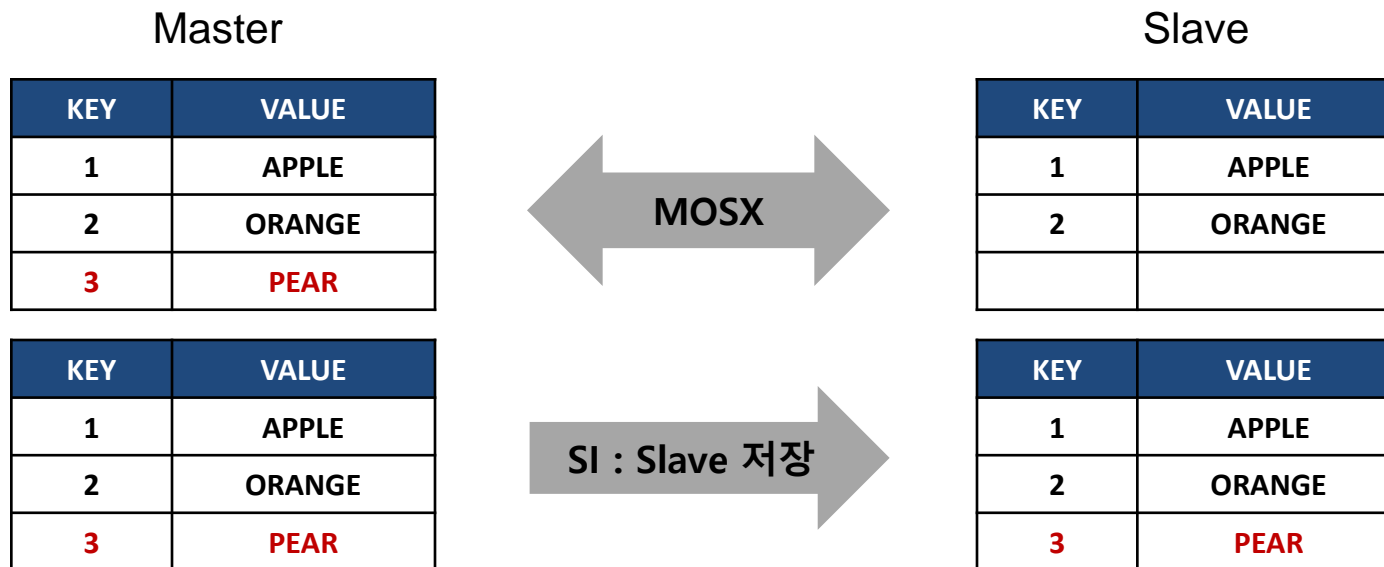 Master
Slave
KEY VALUE
1 APPLE
2 ORANGE
3 PEAR
MOSX
KEY VALUE
1 APPLE
2 ORANGE
KEY VALUE
1 APPLE
2 ORANGE
3 PEAR
SI : Slave 저장
KEY VALUE
1 APPLE
2 ORANGE
3 PEAR